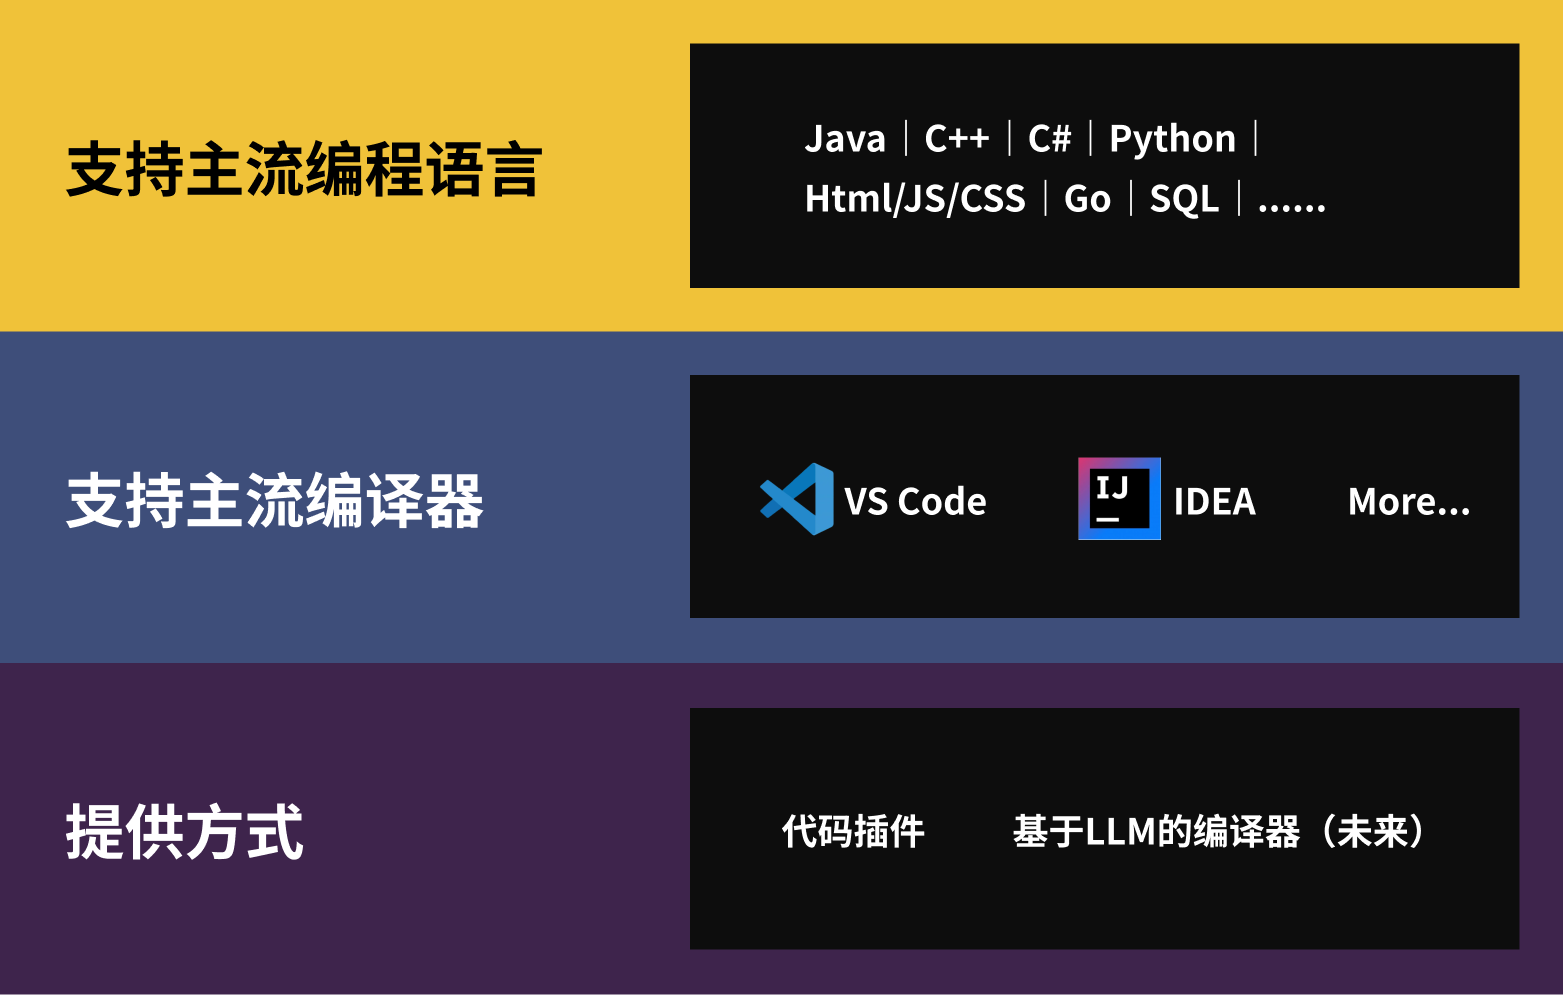 支持主流编程语言
Java｜C++｜C#｜Python｜
Html/JS/CSS｜Go｜SQL｜......
支持主流编译器
VS Code
IJ
IDEA
More...
提供方式
代码插件
基于LLM的编译器（未来）